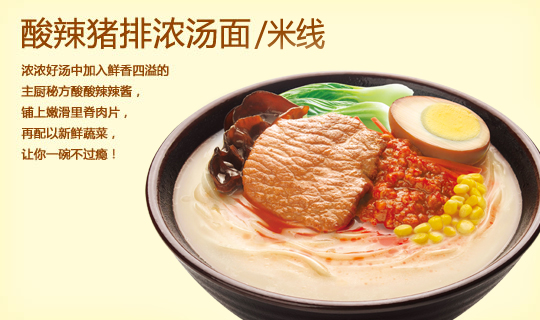 酸辣猪排浓汤面/米线
浓浓好汤中加入鲜香四溢的
主厨秘方酸酸辣辣酱，
铺上嫩滑里脊肉片，
再配以新鲜蔬菜，
让你一碗不过瘾！